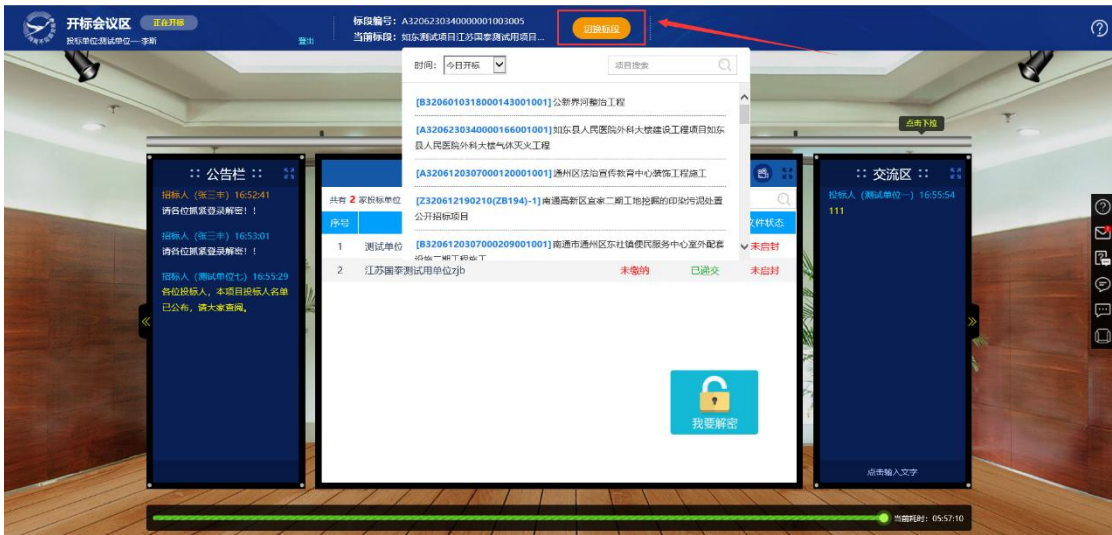 开标会议区 正在开标
投标单位:测试单位一-李斯 登出
标段编号：A3206230340000001003005
当前标段：如东测试项目江苏国泰测试用项目...
切换标段
时间：今日开标
项目搜索
[B3206010318000143001001]公新界河整治工程
[A3206230340000166001001]如东县人民医院外科大楼建设工程项目如东
县人民医院外科大楼气体灭火工程
[A3206120307000120001001]通州区法治宣传教育中心装饰工程施工
[Z320612190210(ZB194)-1]南通高新区宣家二期工地挖掘的印染污泥处置
公开招标项目
[B3206120307000209001001]南通市通州区东社镇便民服务中心室外配套
设施二期工程施工
:: 公告栏 ::
招标人（张三丰）16:52:41
请各位抓紧登录解密！！
招标人（张三丰）16:53:01
请各位抓紧登录解密！！
招标人（测试单位七）16:55:29
各位投标人，本项目投标人名单
已公布，请大家查阅。
共有 2 家投标单位
序号 文件状态
1 测试单位 未启封
2 江苏国泰测试用单位zjb 未缴纳 已递交 未启封
我要解密
点击下拉
:: 交流区 ::
投标人（测试单位一）16:55:54
111
点击输入文字
当前耗时：05:57:10